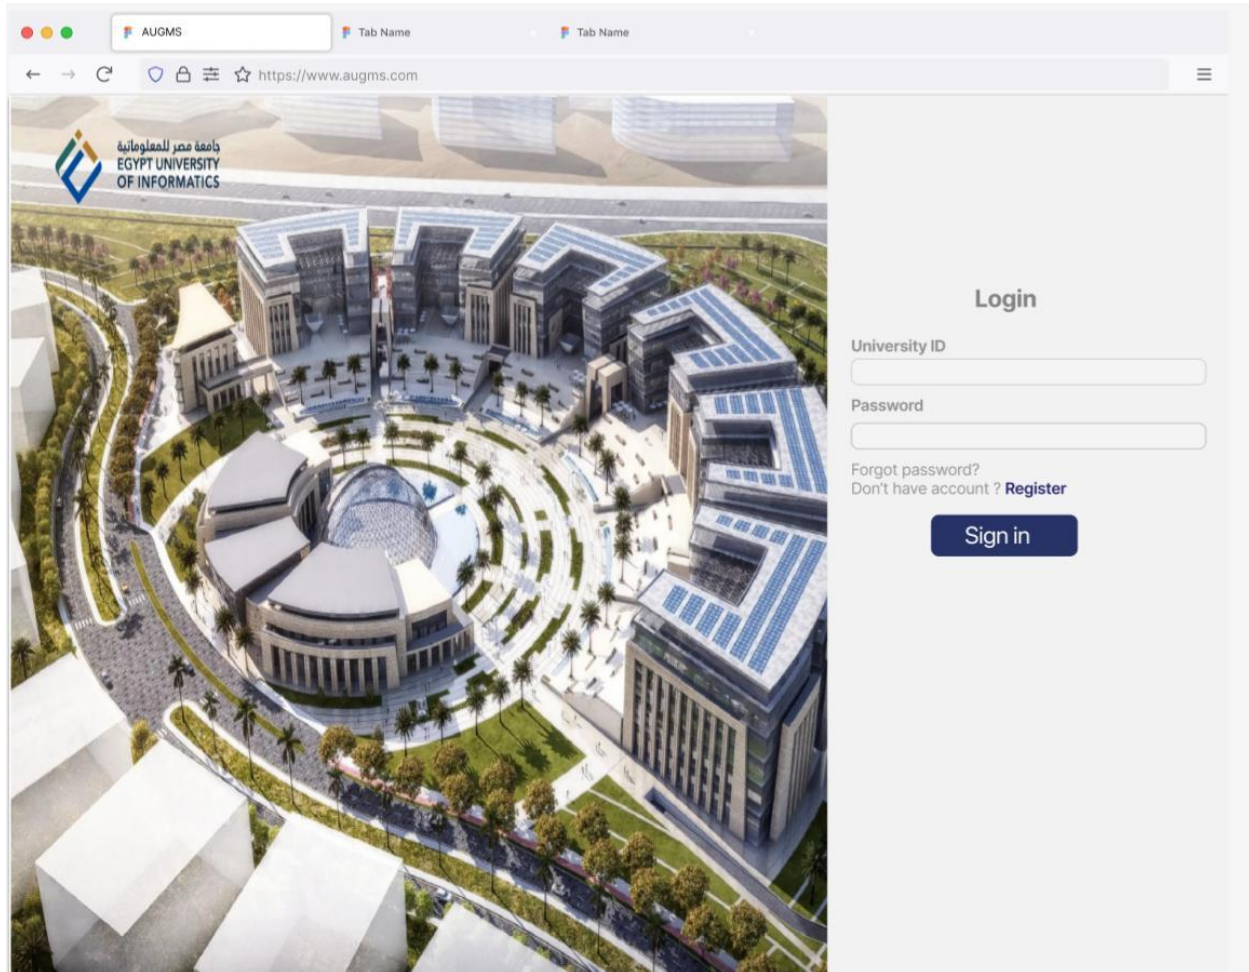 AUGMS
Tab Name
Tab Name
https://www.augms.com
جامعة مصر للمعلوماتية
EGYPT UNIVERSITY
OF INFORMATICS
Login
University ID
Password
Forgot password?
Don't have account ? Register
Sign in